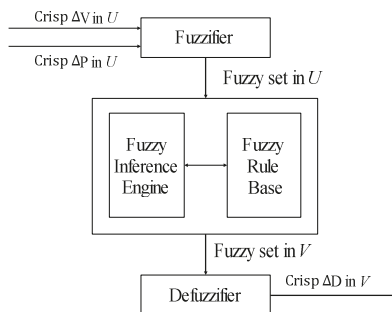 Crisp ΔV in U
Fuzzifier
Crisp ΔP in U
Fuzzy set in U
Fuzzy
Inference
Engine
Fuzzy
Rule
Base
Fuzzy set in V
Crisp ΔD in V
Defuzzifier